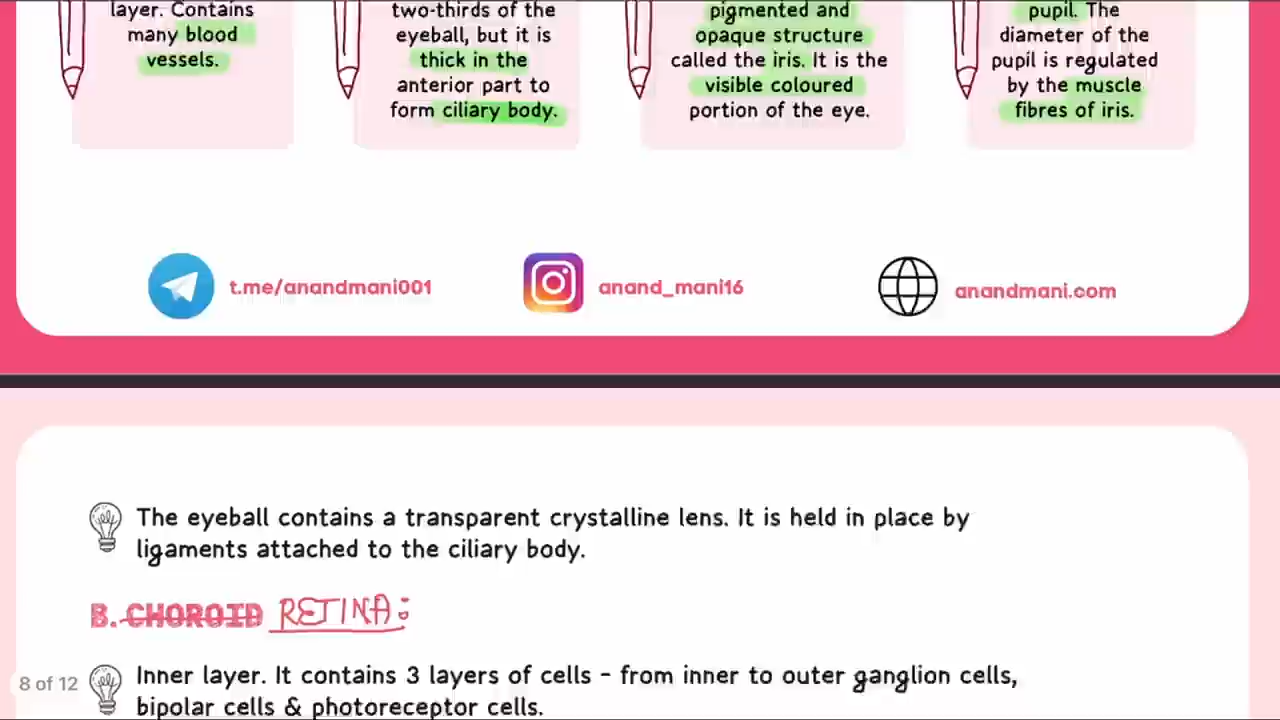 layer. Contains
many blood
vessels.
two-thirds of the
eyeball, but it is
thick in the
anterior part to
form ciliary body.
pigmented and
opaque structure
called the iris. It is the
visible coloured
portion of the eye.
pupil. The
diameter of the
pupil is regulated
by the muscle
fibres of iris.
t.me/anandmani001
anand_mani16
anandmani.com
The eyeball contains a transparent crystalline lens. It is held in place by
ligaments attached to the ciliary body.
B. CHOROID RETINA:
Inner layer. It contains 3 layers of cells - from inner to outer ganglion cells,
bipolar cells & photoreceptor cells.
8 of 12